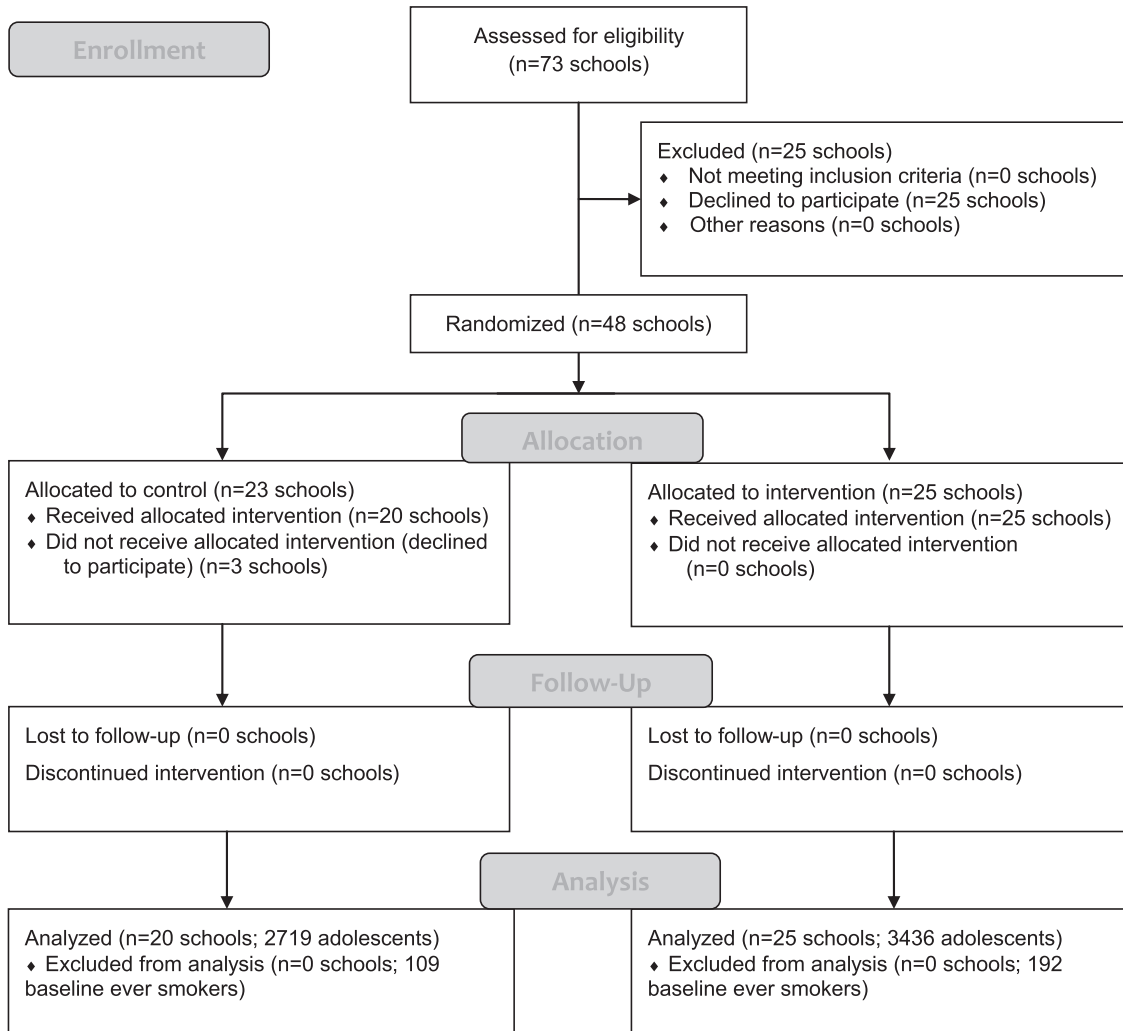 Enrollment
Assessed for eligibility
(n=73 schools)
Excluded (n=25 schools)
♦ Not meeting inclusion criteria (n=0 schools)
♦ Declined to participate (n=25 schools)
♦ Other reasons (n=0 schools)
Randomized (n=48 schools)
Allocation
Allocated to control (n=23 schools)
♦ Received allocated intervention (n=20 schools)
♦ Did not receive allocated intervention (declined
to participate) (n=3 schools)
Allocated to intervention (n=25 schools)
♦ Received allocated intervention (n=25 schools)
♦ Did not receive allocated intervention
(n=0 schools)
Follow-Up
Lost to follow-up (n=0 schools)
Discontinued intervention (n=0 schools)
Lost to follow-up (n=0 schools)
Discontinued intervention (n=0 schools)
Analysis
Analyzed (n=20 schools; 2719 adolescents)
♦ Excluded from analysis (n=0 schools; 109
baseline ever smokers)
Analyzed (n=25 schools; 3436 adolescents)
♦ Excluded from analysis (n=0 schools; 192
baseline ever smokers)